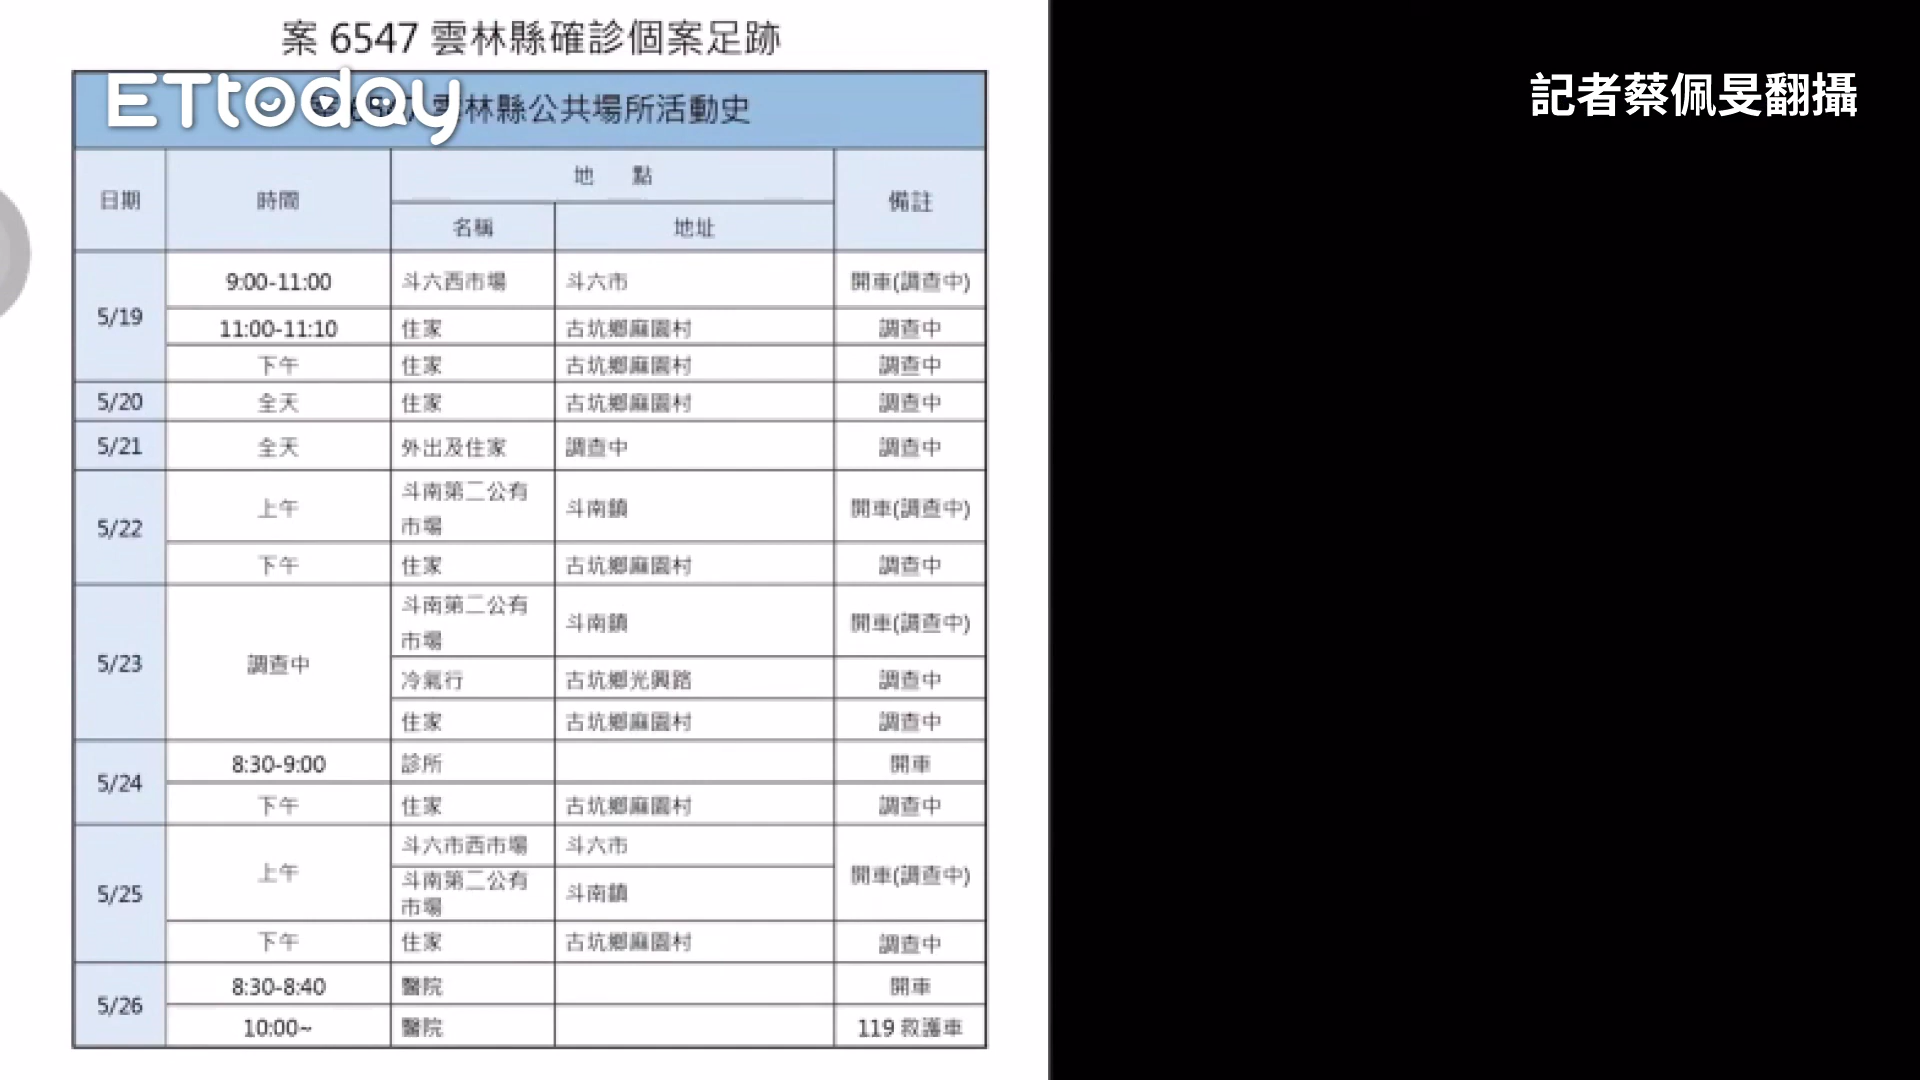 案 6547 雲林縣確診個案足跡
ETtoday
雲林縣公共場所活動史
記者蔡佩旻翻攝
日期 時間 地 點 備註
名稱 地址
5/19 9:00-11:00 斗六西市場 斗六市 開車(調查中)
11:00-11:10 住家 古坑鄉麻園村 調查中
下午 住家 古坑鄉麻園村 調查中
5/20 全天 住家 古坑鄉麻園村 調查中
5/21 全天 外出及住家 調查中 調查中
5/22 上午 斗南第二公有
市場 斗南鎮 開車(調查中)
下午 住家 古坑鄉麻園村 調查中
5/23 調查中 斗南第二公有
市場 斗南鎮 開車(調查中)
冷氣行 古坑鄉光興路 調查中
住家 古坑鄉麻園村 調查中
5/24 8:30-9:00 診所 開車
下午 住家 古坑鄉麻園村 調查中
5/25 上午 斗六市西市場 斗六市 開車(調查中)
斗南第二公有
市場 斗南鎮
下午 住家 古坑鄉麻園村 調查中
5/26 8:30-8:40 醫院 開車
10:00~ 醫院 119 救護車